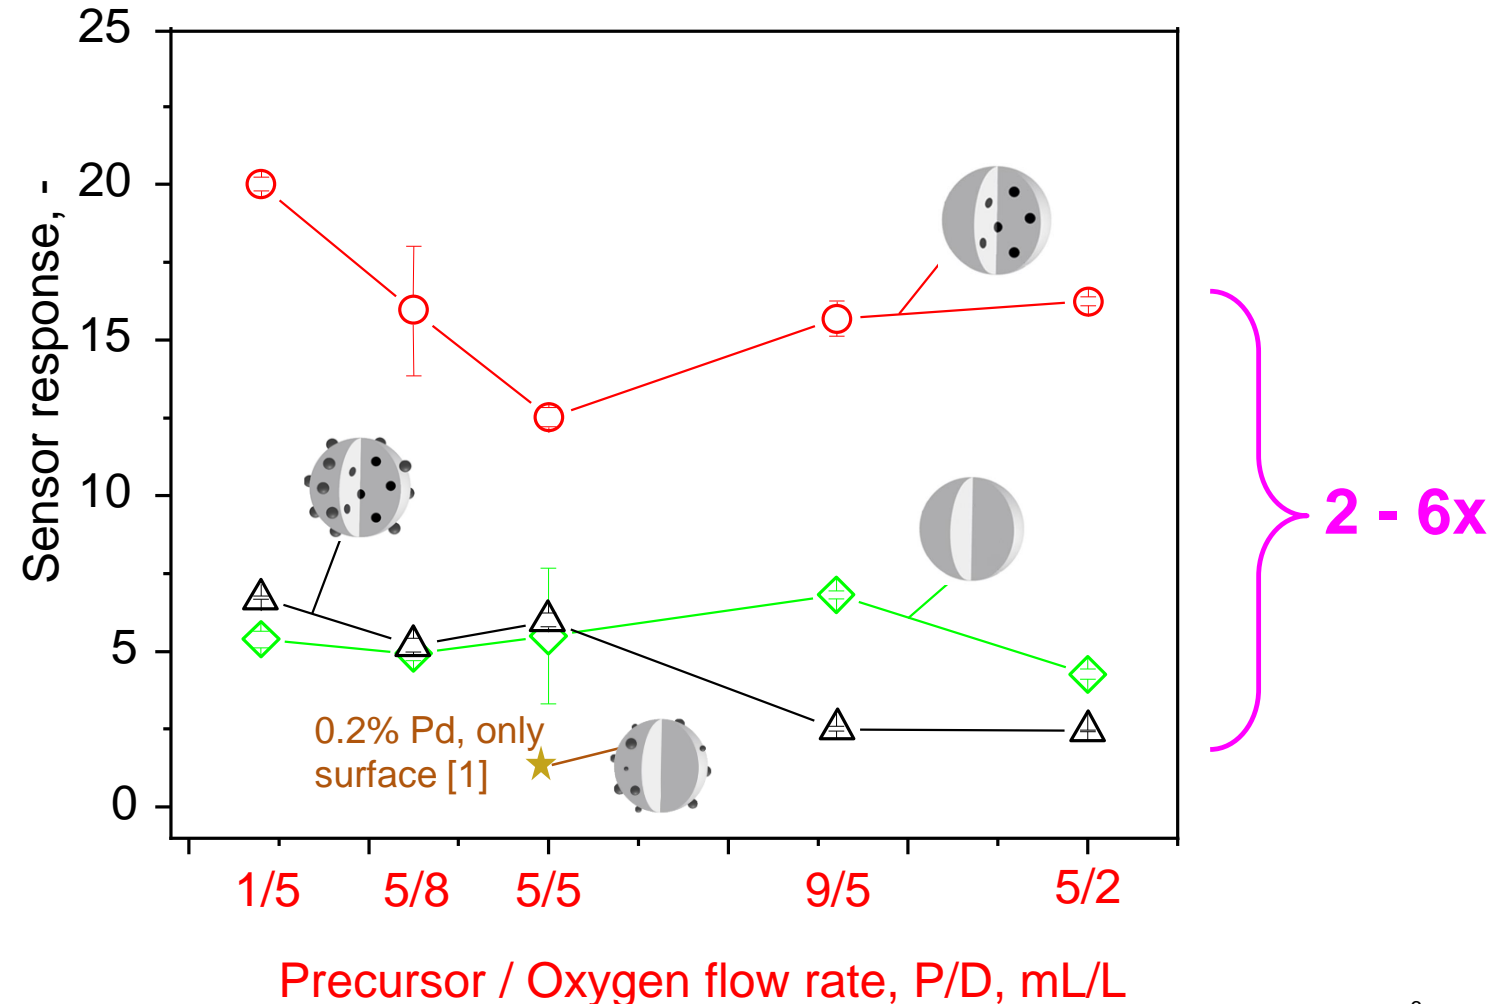 25
20
15
10
5
0
Sensor response, -
2 - 6x
0.2% Pd, only
surface [1]
1/5 5/8 5/5 9/5 5/2
Precursor / Oxygen flow rate, P/D, mL/L